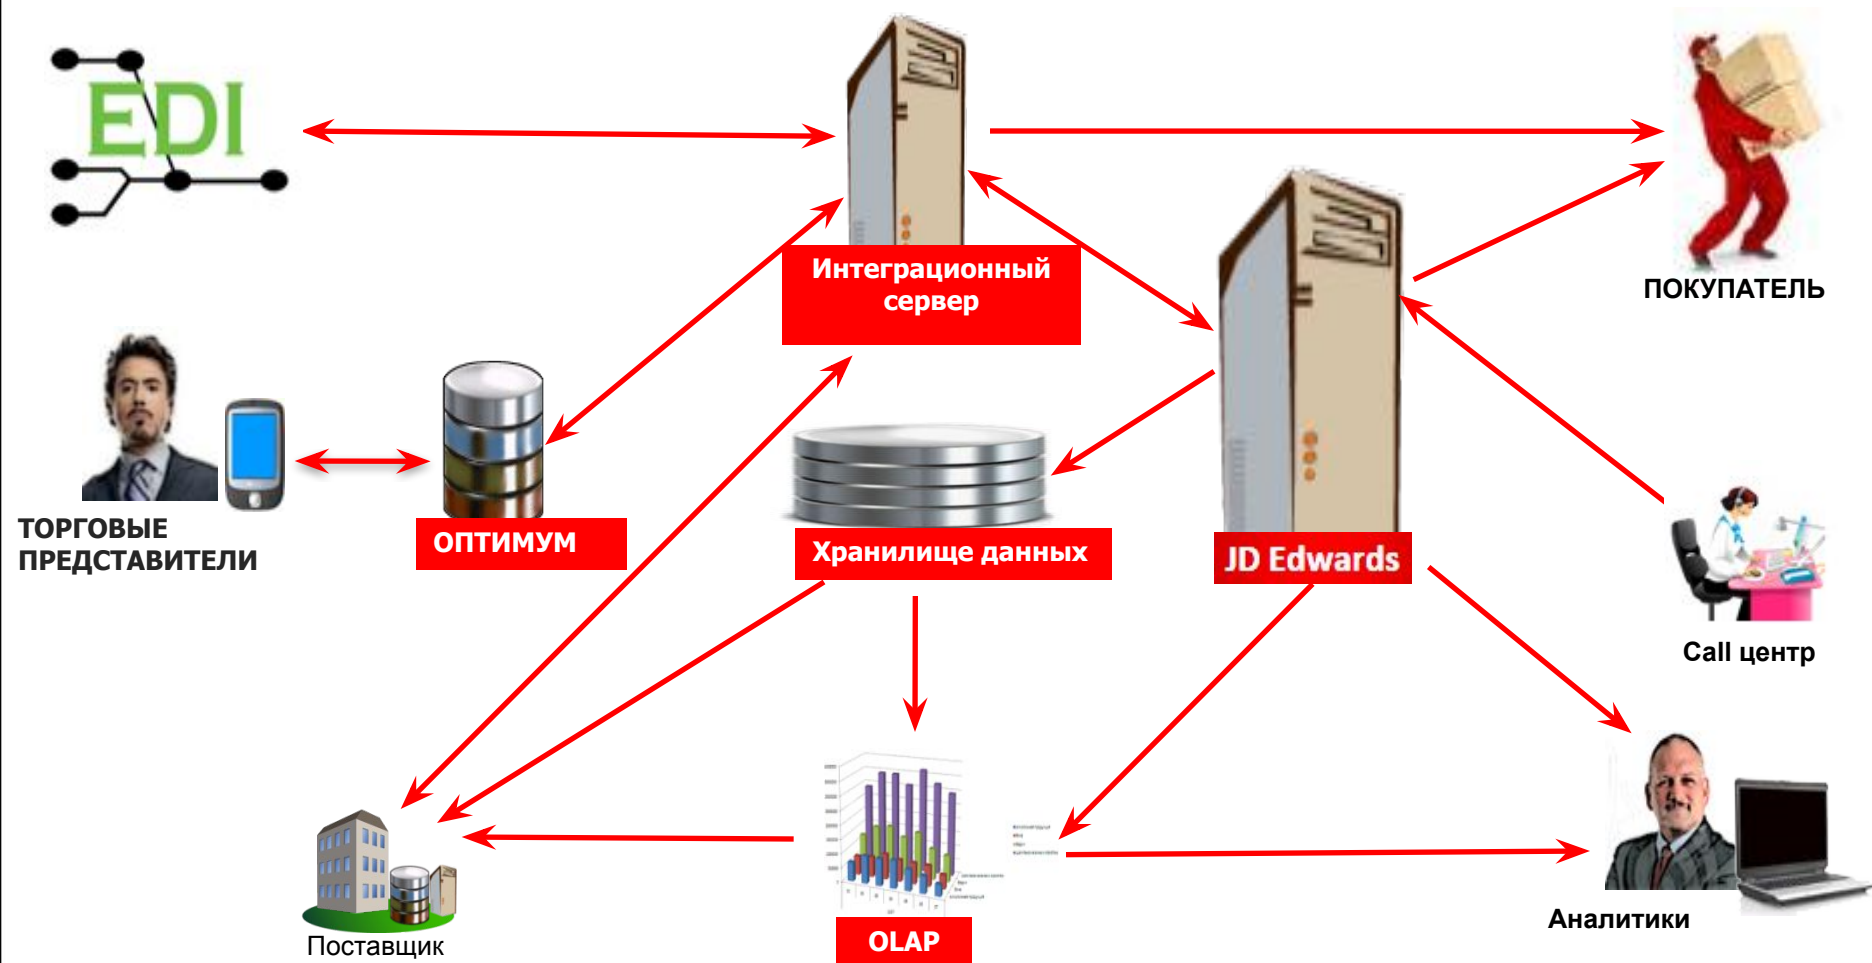 EDI
Интеграционный
сервер
ПОКУПАТЕЛЬ
ТОРГОВЫЕ
ПРЕДСТАВИТЕЛИ
ОПТИМУМ
Хранилище данных
JD Edwards
Call центр
Поставщик
OLAP
Аналитики